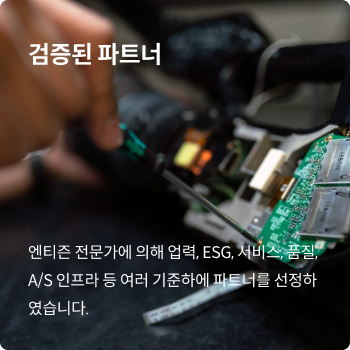 검증된 파트너
엔티즌 전문가에 의해 업력, ESG, 서비스, 품질,
A/S 인프라 등 여러 기준하에 파트너를 선정하
였습니다.